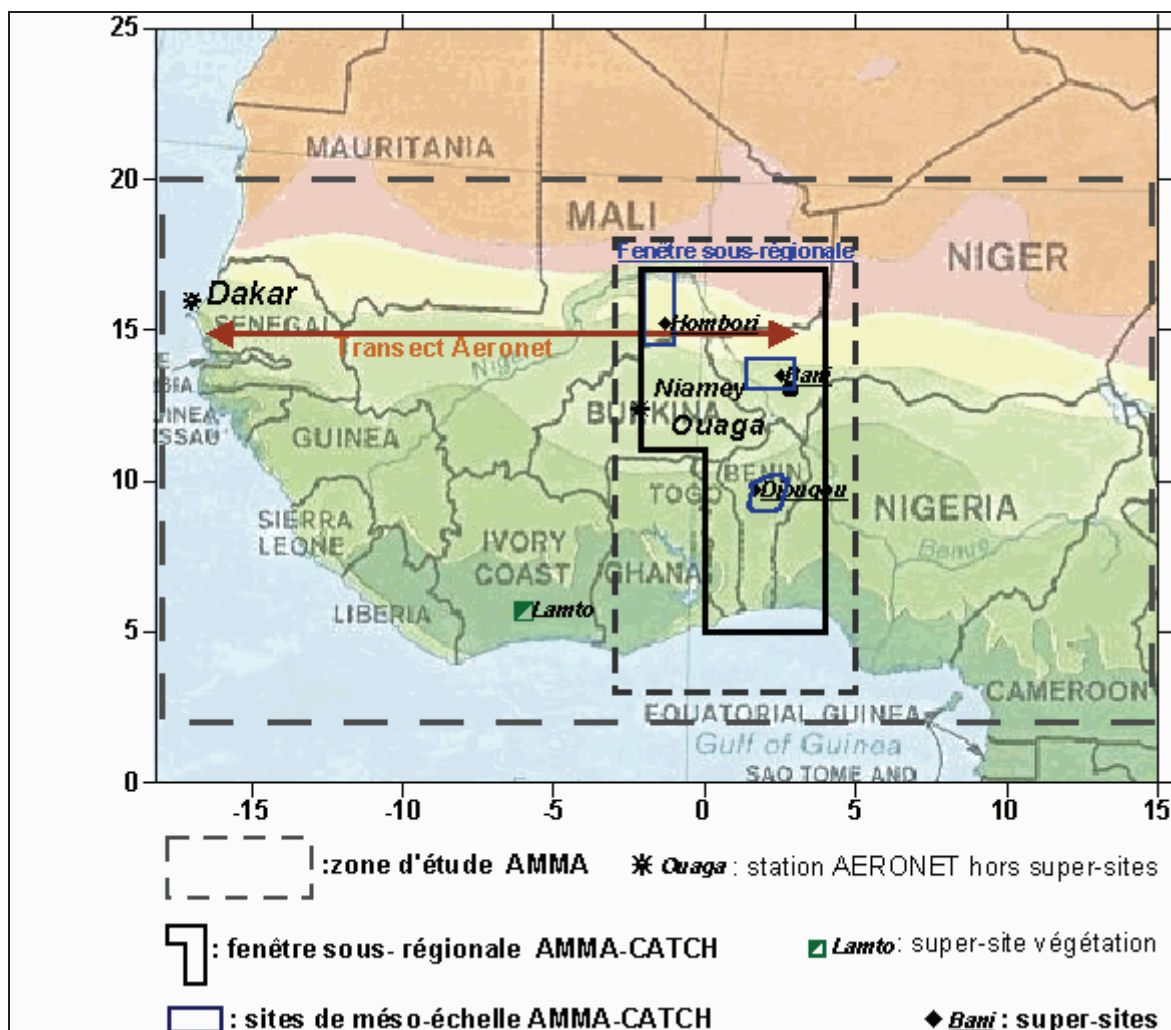 25
MAURITANIA
20
MALI
Fenêtre sous-régionale
NIGER
Dakar
SENEGAL
Hombori
15
Transect Aeronet
Niger
Bani
BIA
Niamey
BURKINA
Ouaga
GUINEA
SSAU
10
BENIN
Djougou
TOGO
NIGERIA
SIERRA
LEONE
IVORY
COAST
GHANA
Benue
LIBERIA
Lamto
5
CAMEROON
EQUATORIAL GUINEA
Gulf of Guinea
SAO TOME AND
0
-15 -10 -5 0 5 10 15
:zone d'étude AMMA
Ouaga : station AERONET hors super-sites
: fenêtre sous-régionale AMMA-CATCH
Lamto : super-site végétation
: sites de méso-échelle AMMA-CATCH
Bani : super-sites